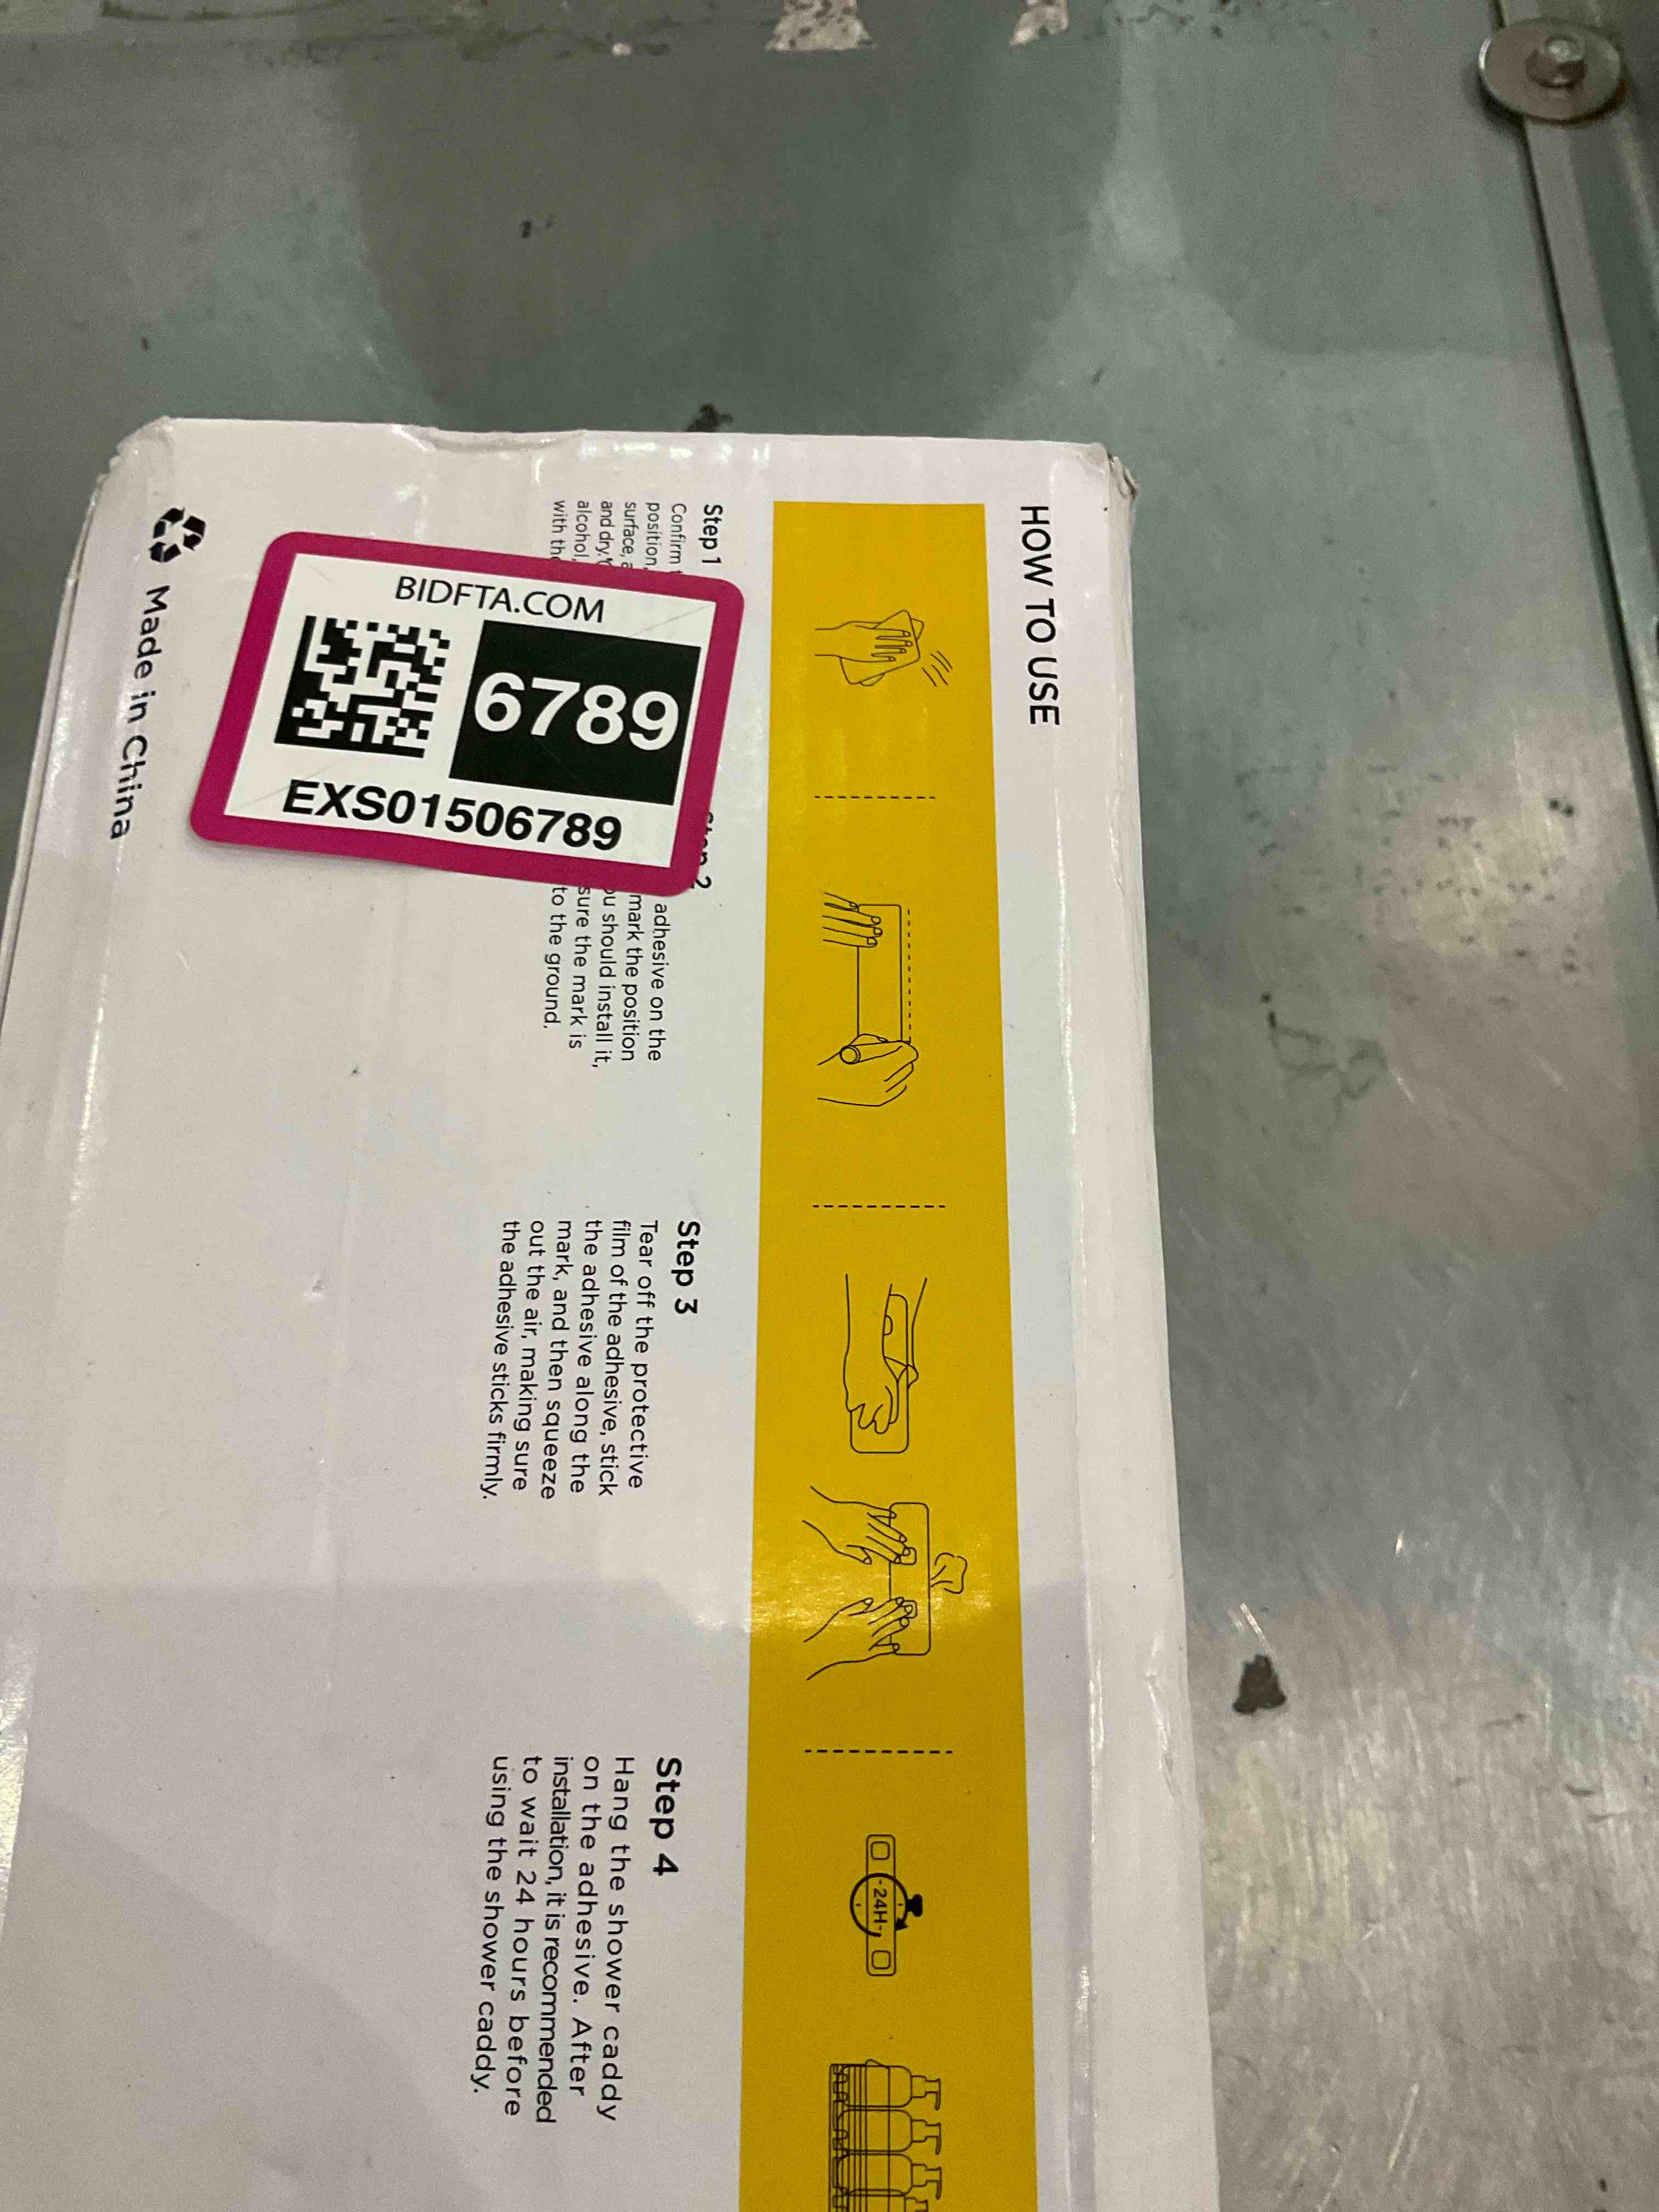 HOW TO USE
24H
Step 1
Confirm
position,
surface,
and dry.
alcohol,
with
BIDFTA.COM
6789
EXS01506789
2
adhesive on the
mark the position
should install it,
sure the mark is
to the ground.
Step 3
Tear off the protective
film of the adhesive, stick
the adhesive along the
mark, and then squeeze
out the air, making sure
the adhesive sticks firmly.
Step 4
Hang the shower caddy
on the adhesive. After
installation, it is recommended
to wait 24 hours before
using the shower caddy.
Made in China